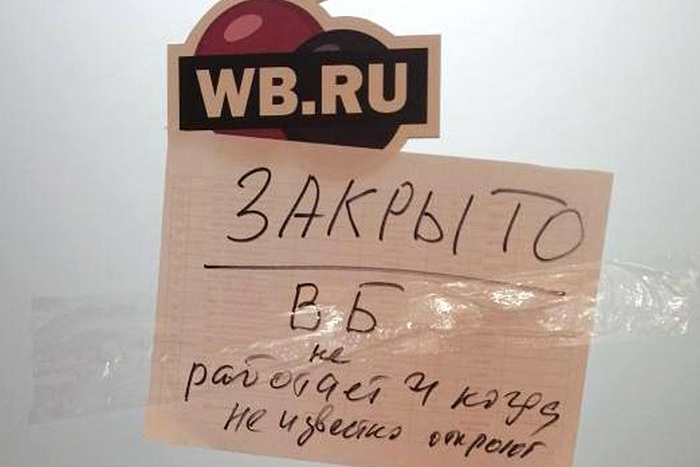 WB.RU
ЗАКРЫТО
ВБ
не
работает и когда
не известно откроют